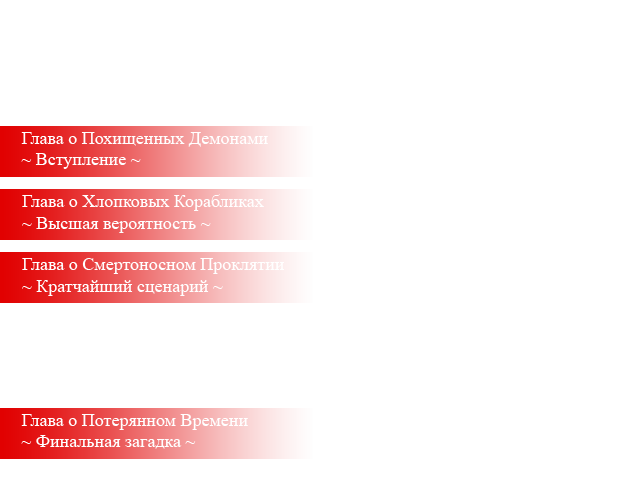 Глава о Похищенных Демонами
~ Вступление ~
Глава о Хлопковых Корабликах
~ Высшая вероятность ~
Глава о Смертоносном Проклятии
~ Кратчайший сценарий ~
Глава о Потерянном Времени
~ Финальная загадка ~